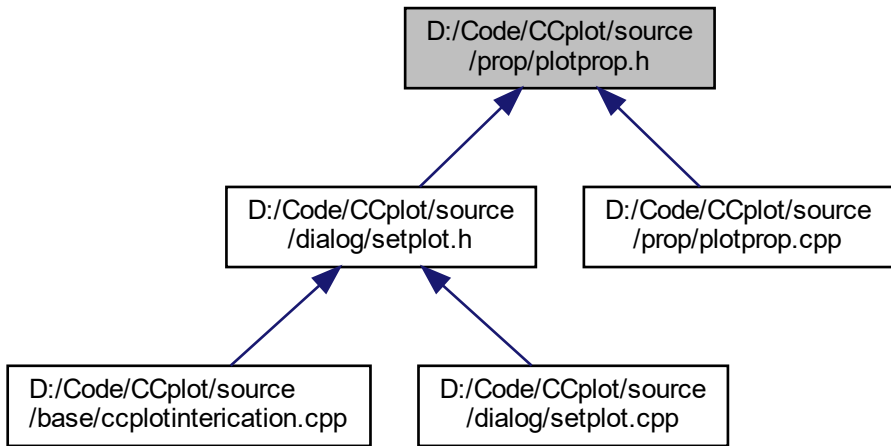 D:/Code/CCplot/source
/prop/plotprop.h
D:/Code/CCplot/source
/dialog/setplot.h
D:/Code/CCplot/source
/prop/plotprop.cpp
D:/Code/CCplot/source
/base/ccplotinterication.cpp
D:/Code/CCplot/source
/dialog/setplot.cpp